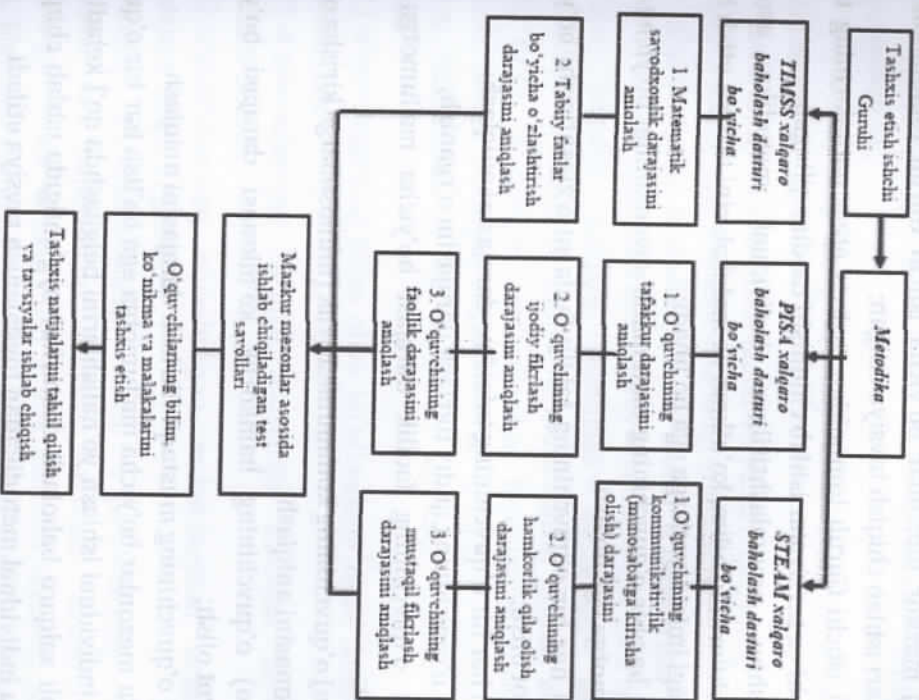 Tashxis etish ishchi
Guruhi
Metodika
TIMSS xalqaro
baholash dasturi
bo‘yicha
PISA xalqaro
baholash dasturi
bo‘yicha
STEAM xalqaro
baholash dasturi
bo‘yicha
1. Matematik
savodxonlik darajasini
aniqlash
2. Tabiiy fanlar
bo‘yicha o‘zlashtirish
darajasini aniqlash
1. O‘quvchining
tafakkur darajasini
aniqlash
2. O‘quvchining
ijodiy fikrlash
darajasini aniqlash
3. O‘quvchining
faollik darajasini
aniqlash
1.O‘quvchining
kommunikativlik
(munosabatga kirisha
olish) darajasini
2. O‘quvchining
hamkorlik qila olish
darajasini aniqlash
3. O‘quvchining
mustaqil fikrlash
darajasini aniqlash
Mazkur mezonlar asosida
ishlab chiqiladigan test
savollari
O‘quvchilarning bilim,
ko‘nikma va malakalarini
tashxis etish
Tashxis natijalarini tahlil qilish
va tavsiyalar ishlab chiqish